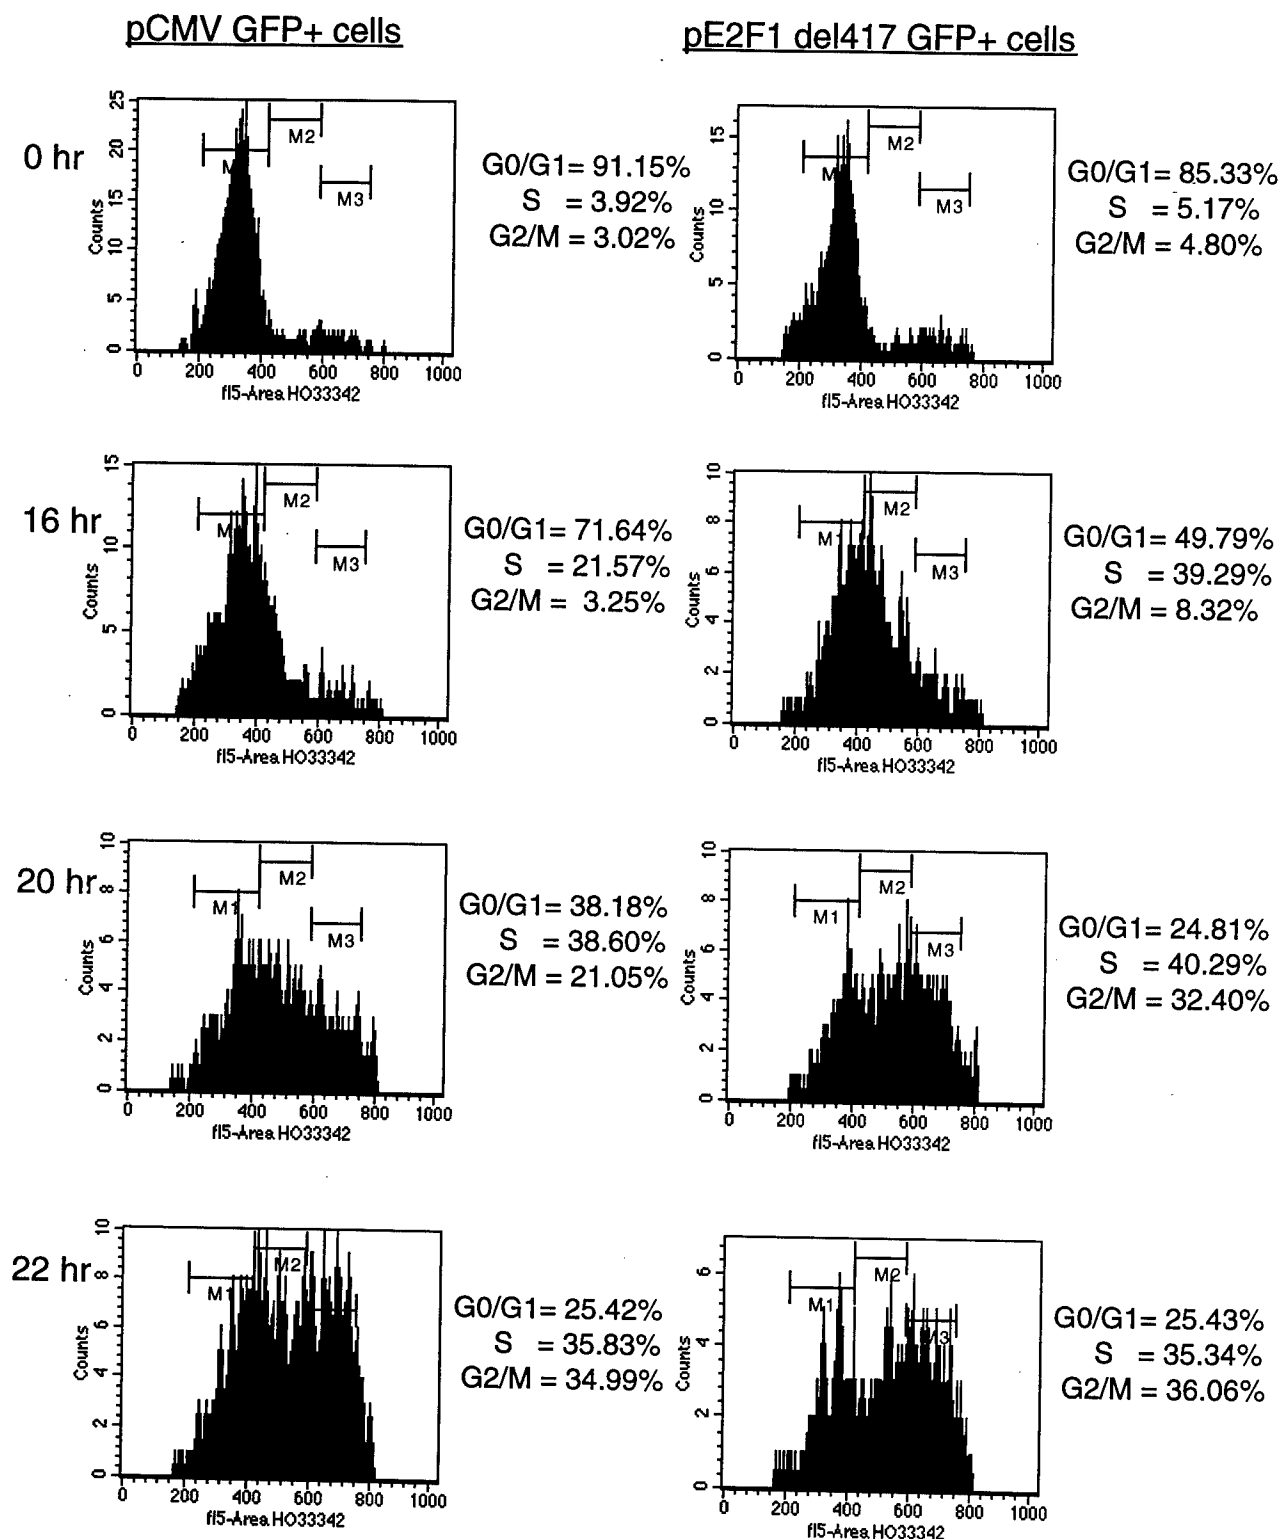 pCMV GFP+ cells
pE2F1 del417 GFP+ cells
0 hr
25
20
15
10
5
0
Counts
M2
M3
0 200 400 600 800 1000
fl5-Area HO33342
G0/G1= 91.15%
S = 3.92%
G2/M = 3.02%
15
10
5
0
Counts
M2
M3
0 200 400 600 800 1000
fl5-Area HO33342
G0/G1= 85.33%
S = 5.17%
G2/M = 4.80%
16 hr
15
10
5
0
Counts
M2
M3
0 200 400 600 800 1000
fl5-Area HO33342
G0/G1= 71.64%
S = 21.57%
G2/M = 3.25%
10
8
6
4
2
0
Counts
M1
M2
M3
0 200 400 600 800 1000
fl5-Area HO33342
G0/G1= 49.79%
S = 39.29%
G2/M = 8.32%
20 hr
10
8
6
4
2
0
Counts
M1
M2
M3
0 200 400 600 800 1000
fl5-Area HO33342
G0/G1= 38.18%
S = 38.60%
G2/M = 21.05%
10
8
6
4
2
0
Counts
M1
M2
M3
0 200 400 600 800 1000
fl5-Area HO33342
G0/G1= 24.81%
S = 40.29%
G2/M = 32.40%
22 hr
10
8
6
4
2
0
Counts
M1
M2
0 200 400 600 800 1000
fl5-Area HO33342
G0/G1= 25.42%
S = 35.83%
G2/M = 34.99%
6
4
2
0
Counts
M1
M2
0 200 400 600 800 1000
fl5-Area HO33342
G0/G1= 25.43%
S = 35.34%
G2/M = 36.06%